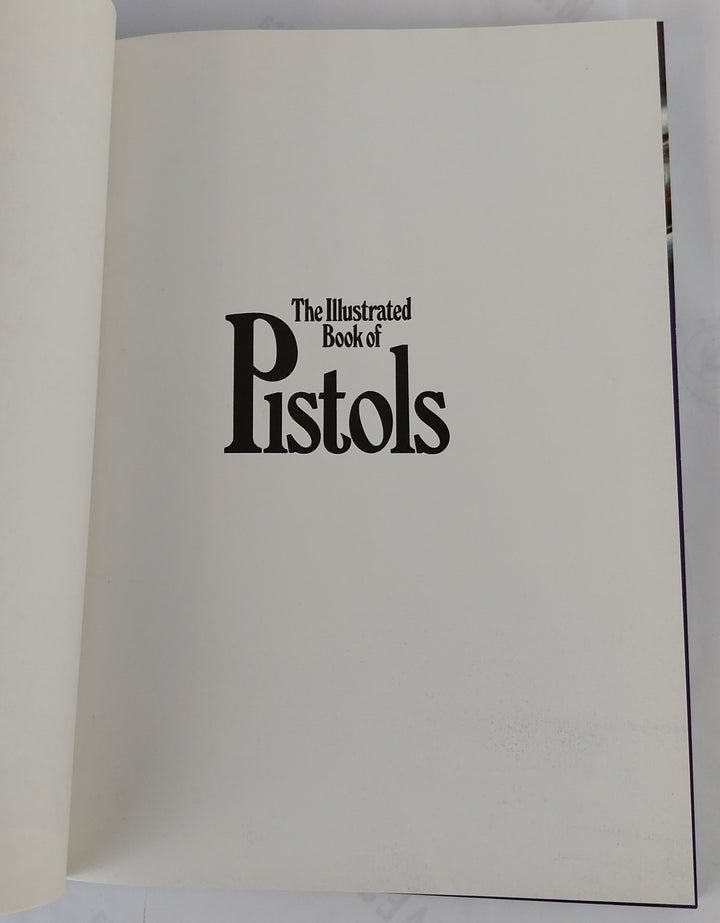 The Illustrated
Book of
Pistols